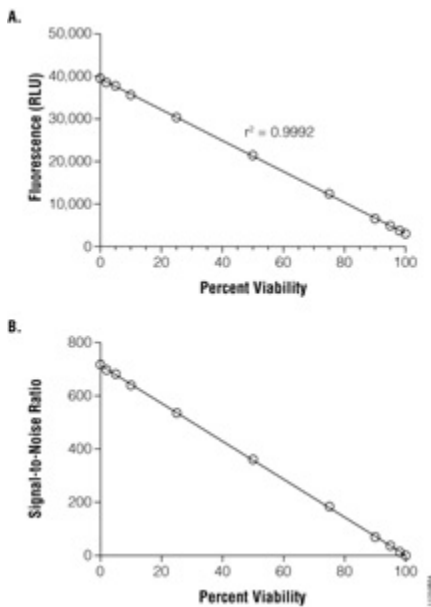 A.
50,000
40,000
30,000
20,000
10,000
0
Fluorescence (RLU)
r² = 0.9992
0 20 40 60 80 100
Percent Viability
B.
800
600
400
200
0
Signal-to-Noise Ratio
0 20 40 60 80 100
Percent Viability